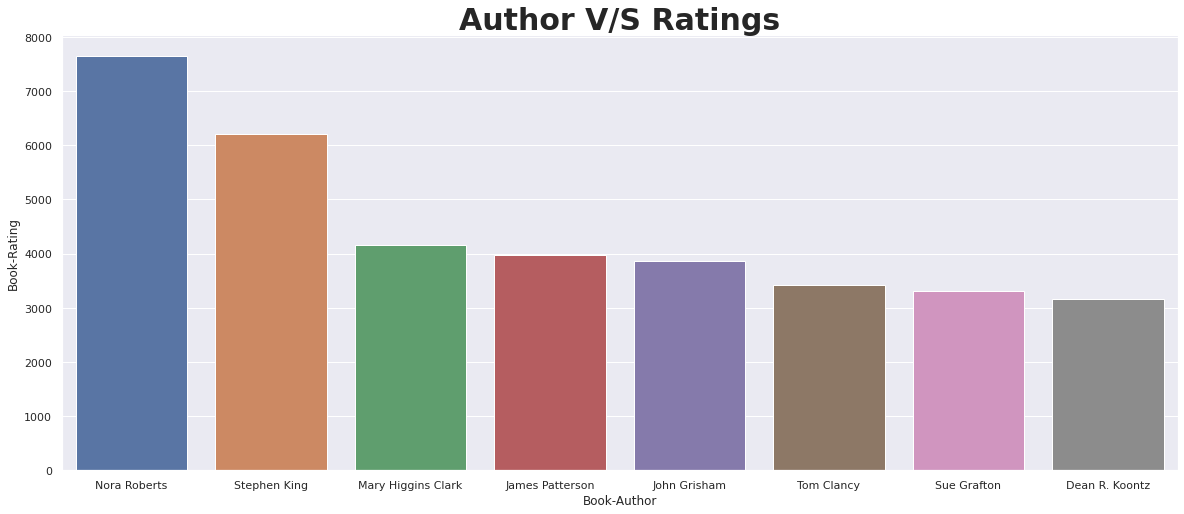 Author V/S Ratings
8000
7000
6000
5000
4000
3000
2000
1000
0
Book-Rating
Nora Roberts
Stephen King
Mary Higgins Clark
James Patterson
John Grisham
Tom Clancy
Sue Grafton
Dean R. Koontz
Book-Author